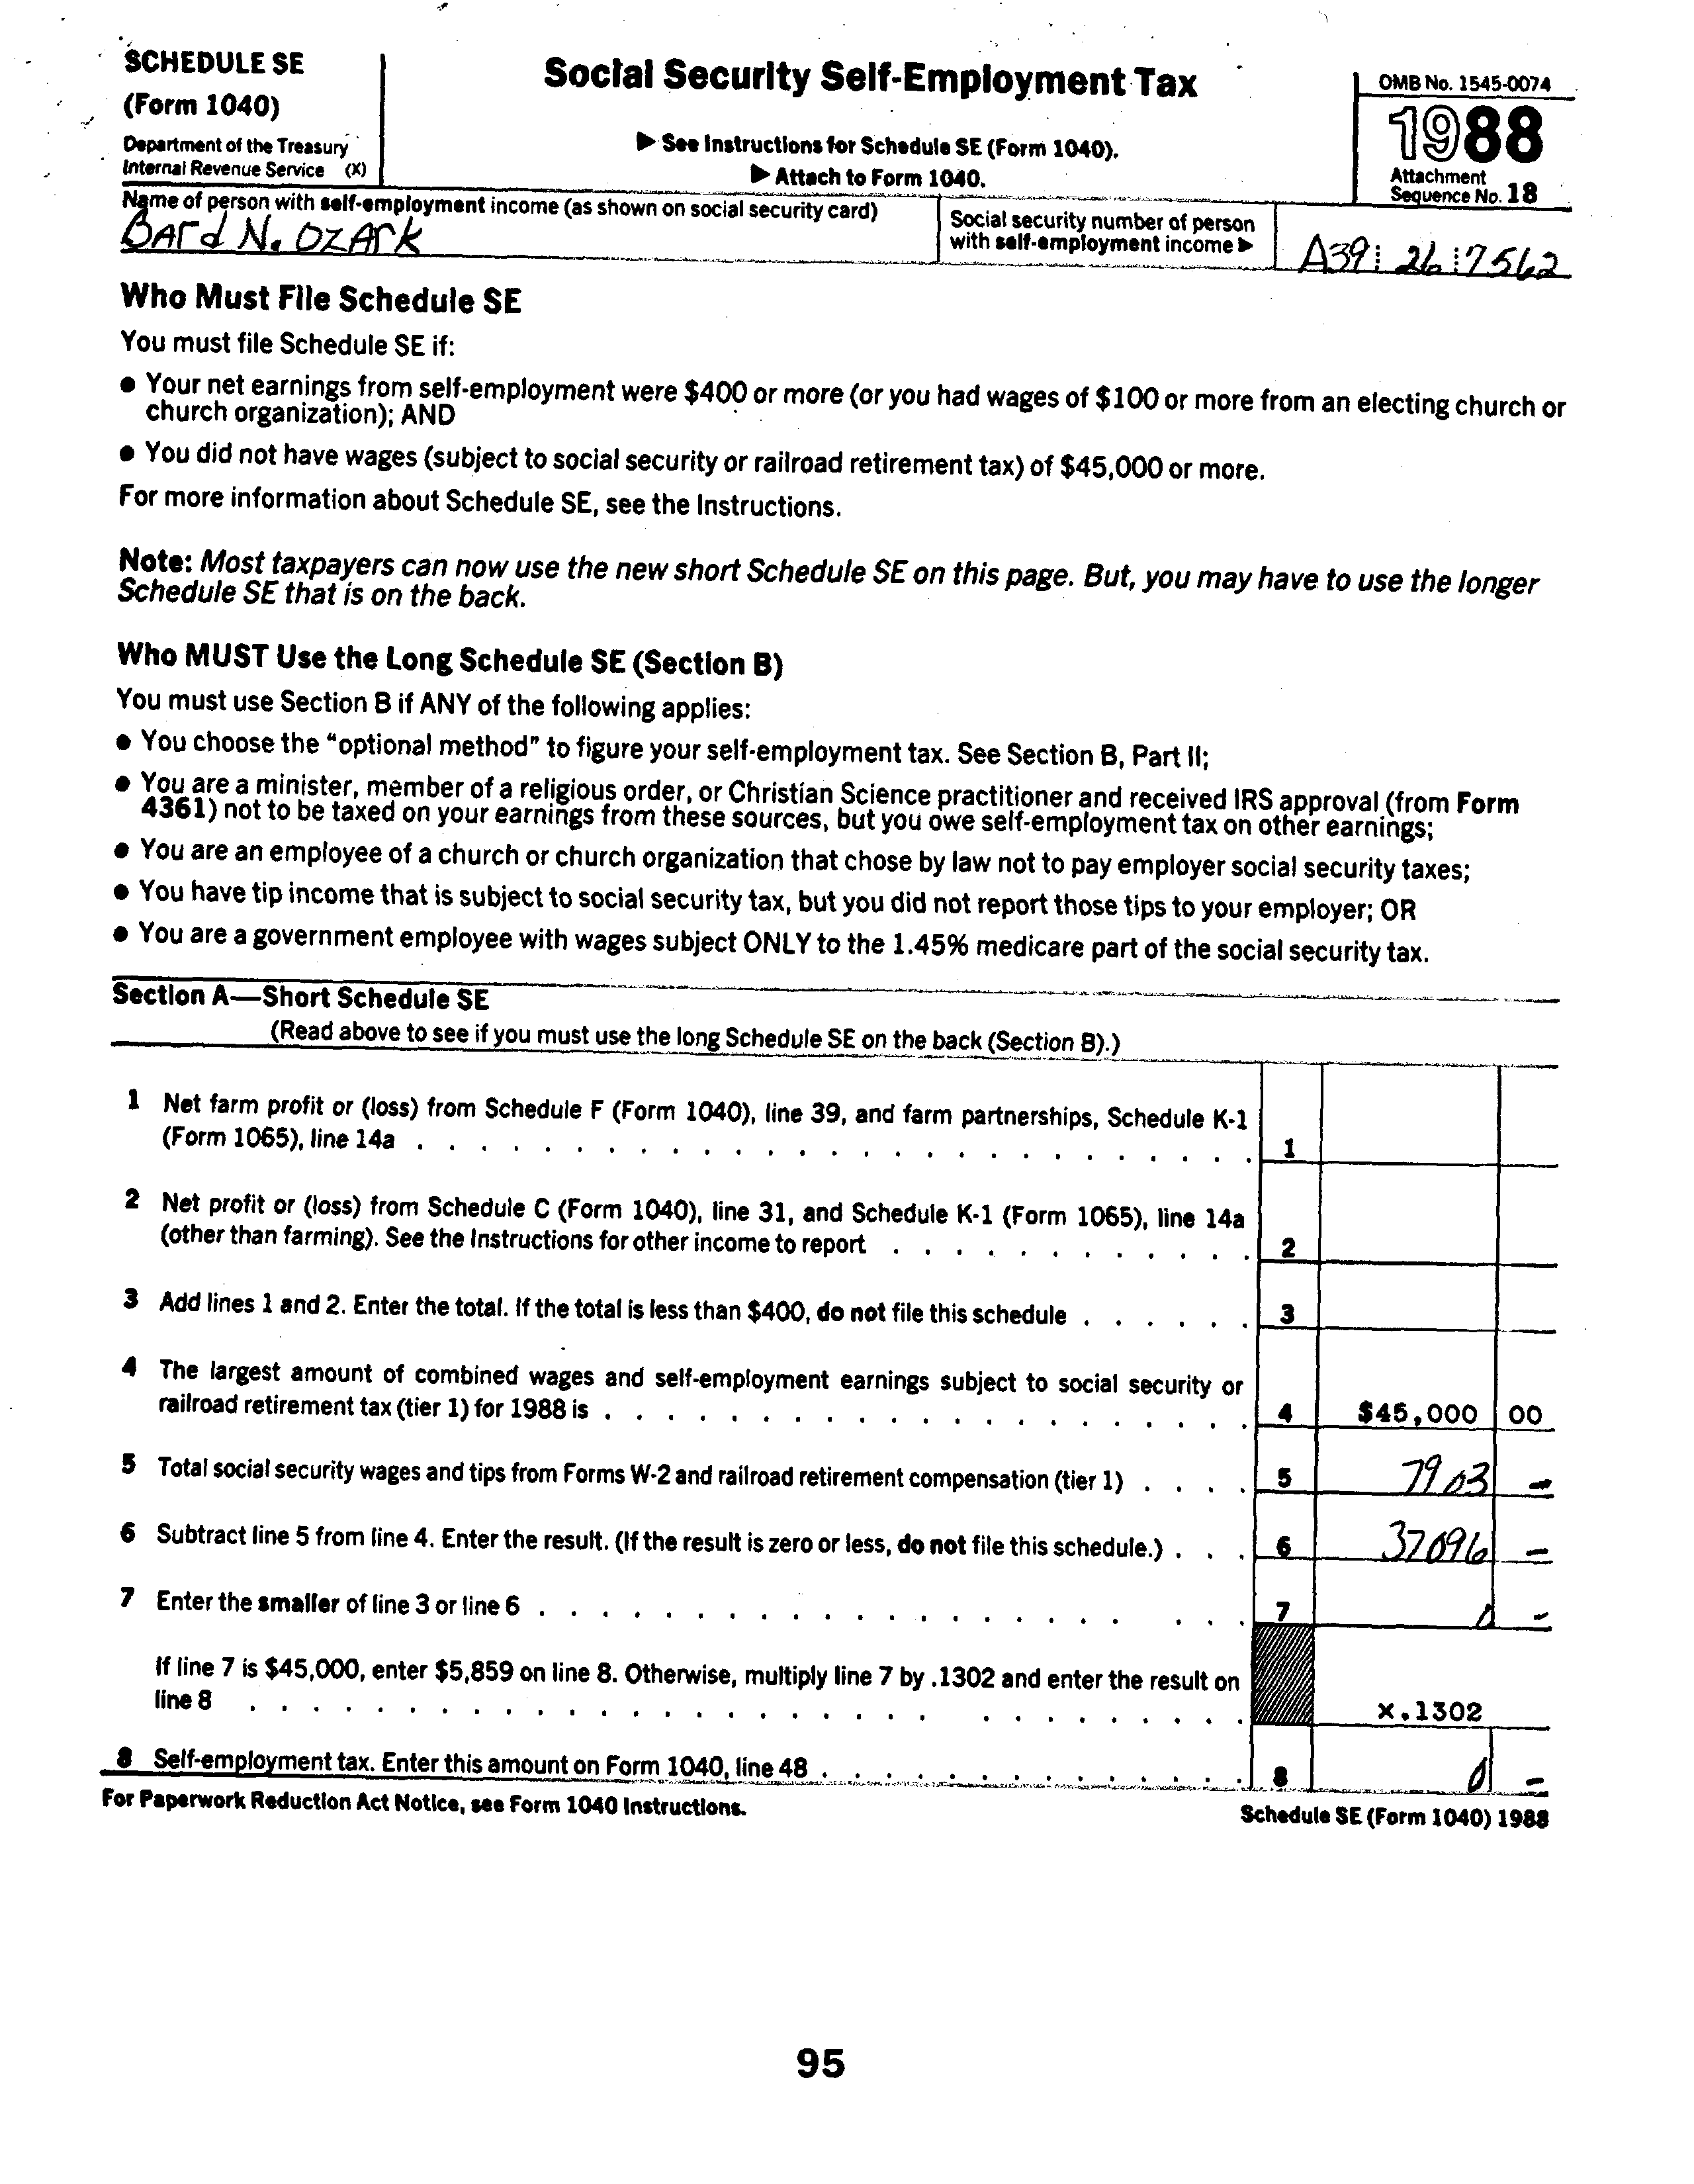 SCHEDULE SE
(Form 1040)
Department of the Treasury
Internal Revenue Service (X)
Social Security Self-Employment Tax
▶ See Instructions for Schedule SE (Form 1040).
▶ Attach to Form 1040.
OMB No. 1545-0074
1988
Attachment
Sequence No. 18
Name of person with self-employment income (as shown on social security card)
Bard N. Ozark
Social security number of person
with self-employment income ▶
A39 26 7562
Who Must File Schedule SE
You must file Schedule SE if:
● Your net earnings from self-employment were $400 or more (or you had wages of $100 or more from an electing church or
church organization); AND
● You did not have wages (subject to social security or railroad retirement tax) of $45,000 or more.
For more information about Schedule SE, see the Instructions.
Note: Most taxpayers can now use the new short Schedule SE on this page. But, you may have to use the longer
Schedule SE that is on the back.
Who MUST Use the Long Schedule SE (Section B)
You must use Section B if ANY of the following applies:
● You choose the "optional method" to figure your self-employment tax. See Section B, Part II;
● You are a minister, member of a religious order, or Christian Science practitioner and received IRS approval (from Form
4361) not to be taxed on your earnings from these sources, but you owe self-employment tax on other earnings;
● You are an employee of a church or church organization that chose by law not to pay employer social security taxes;
● You have tip income that is subject to social security tax, but you did not report those tips to your employer; OR
● You are a government employee with wages subject ONLY to the 1.45% medicare part of the social security tax.
Section A—Short Schedule SE
(Read above to see if you must use the long Schedule SE on the back (Section B).)
1 Net farm profit or (loss) from Schedule F (Form 1040), line 39, and farm partnerships, Schedule K-1
(Form 1065), line 14a . . . . . . . . . . . . . . . . . . . . . . . . . . . 1
2 Net profit or (loss) from Schedule C (Form 1040), line 31, and Schedule K-1 (Form 1065), line 14a
(other than farming). See the Instructions for other income to report . . . . . . . . . . . . 2
3 Add lines 1 and 2. Enter the total. If the total is less than $400, do not file this schedule . . . . . . 3
4 The largest amount of combined wages and self-employment earnings subject to social security or
railroad retirement tax (tier 1) for 1988 is . . . . . . . . . . . . . . . . . . . . . 4 $45,000 00
5 Total social security wages and tips from Forms W-2 and railroad retirement compensation (tier 1) . . . . 5 7903 –
6 Subtract line 5 from line 4. Enter the result. (If the result is zero or less, do not file this schedule.) . . . 6 37096 –
7 Enter the smaller of line 3 or line 6 . . . . . . . . . . . . . . . . . . . . . . 7 0 –
If line 7 is $45,000, enter $5,859 on line 8. Otherwise, multiply line 7 by .1302 and enter the result on
line 8 . . . . . . . . . . . . . . . . . . . . . . . . . . . . . . . x.1302
8 Self-employment tax. Enter this amount on Form 1040, line 48 . . . . . . . . . . . . . . 8 0 –
For Paperwork Reduction Act Notice, see Form 1040 Instructions.
Schedule SE (Form 1040) 1988
95